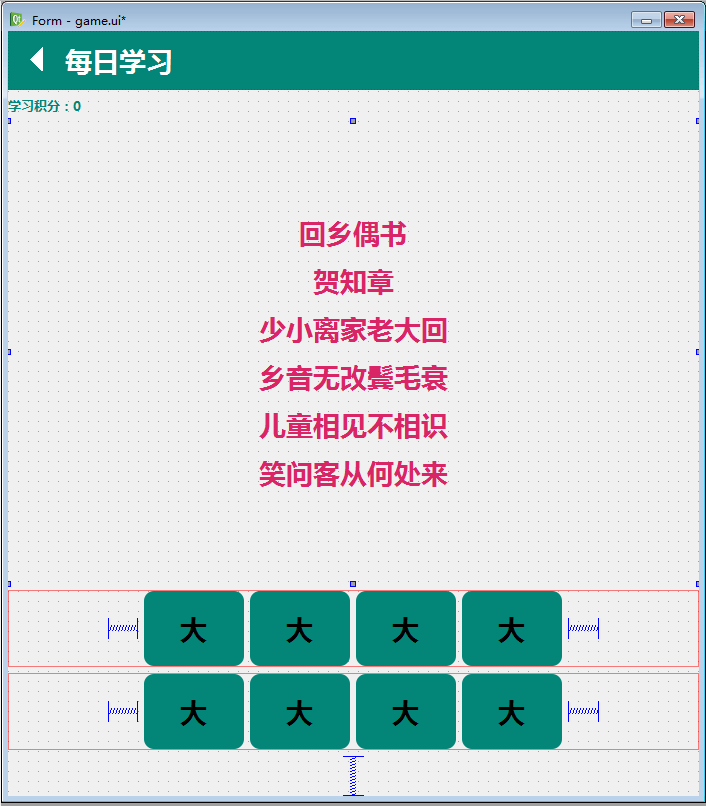 Form - game.ui*
每日学习
学习积分：0
回乡偶书
贺知章
少小离家老大回
乡音无改鬓毛衰
儿童相见不相识
笑问客从何处来
大 大 大 大
大 大 大 大